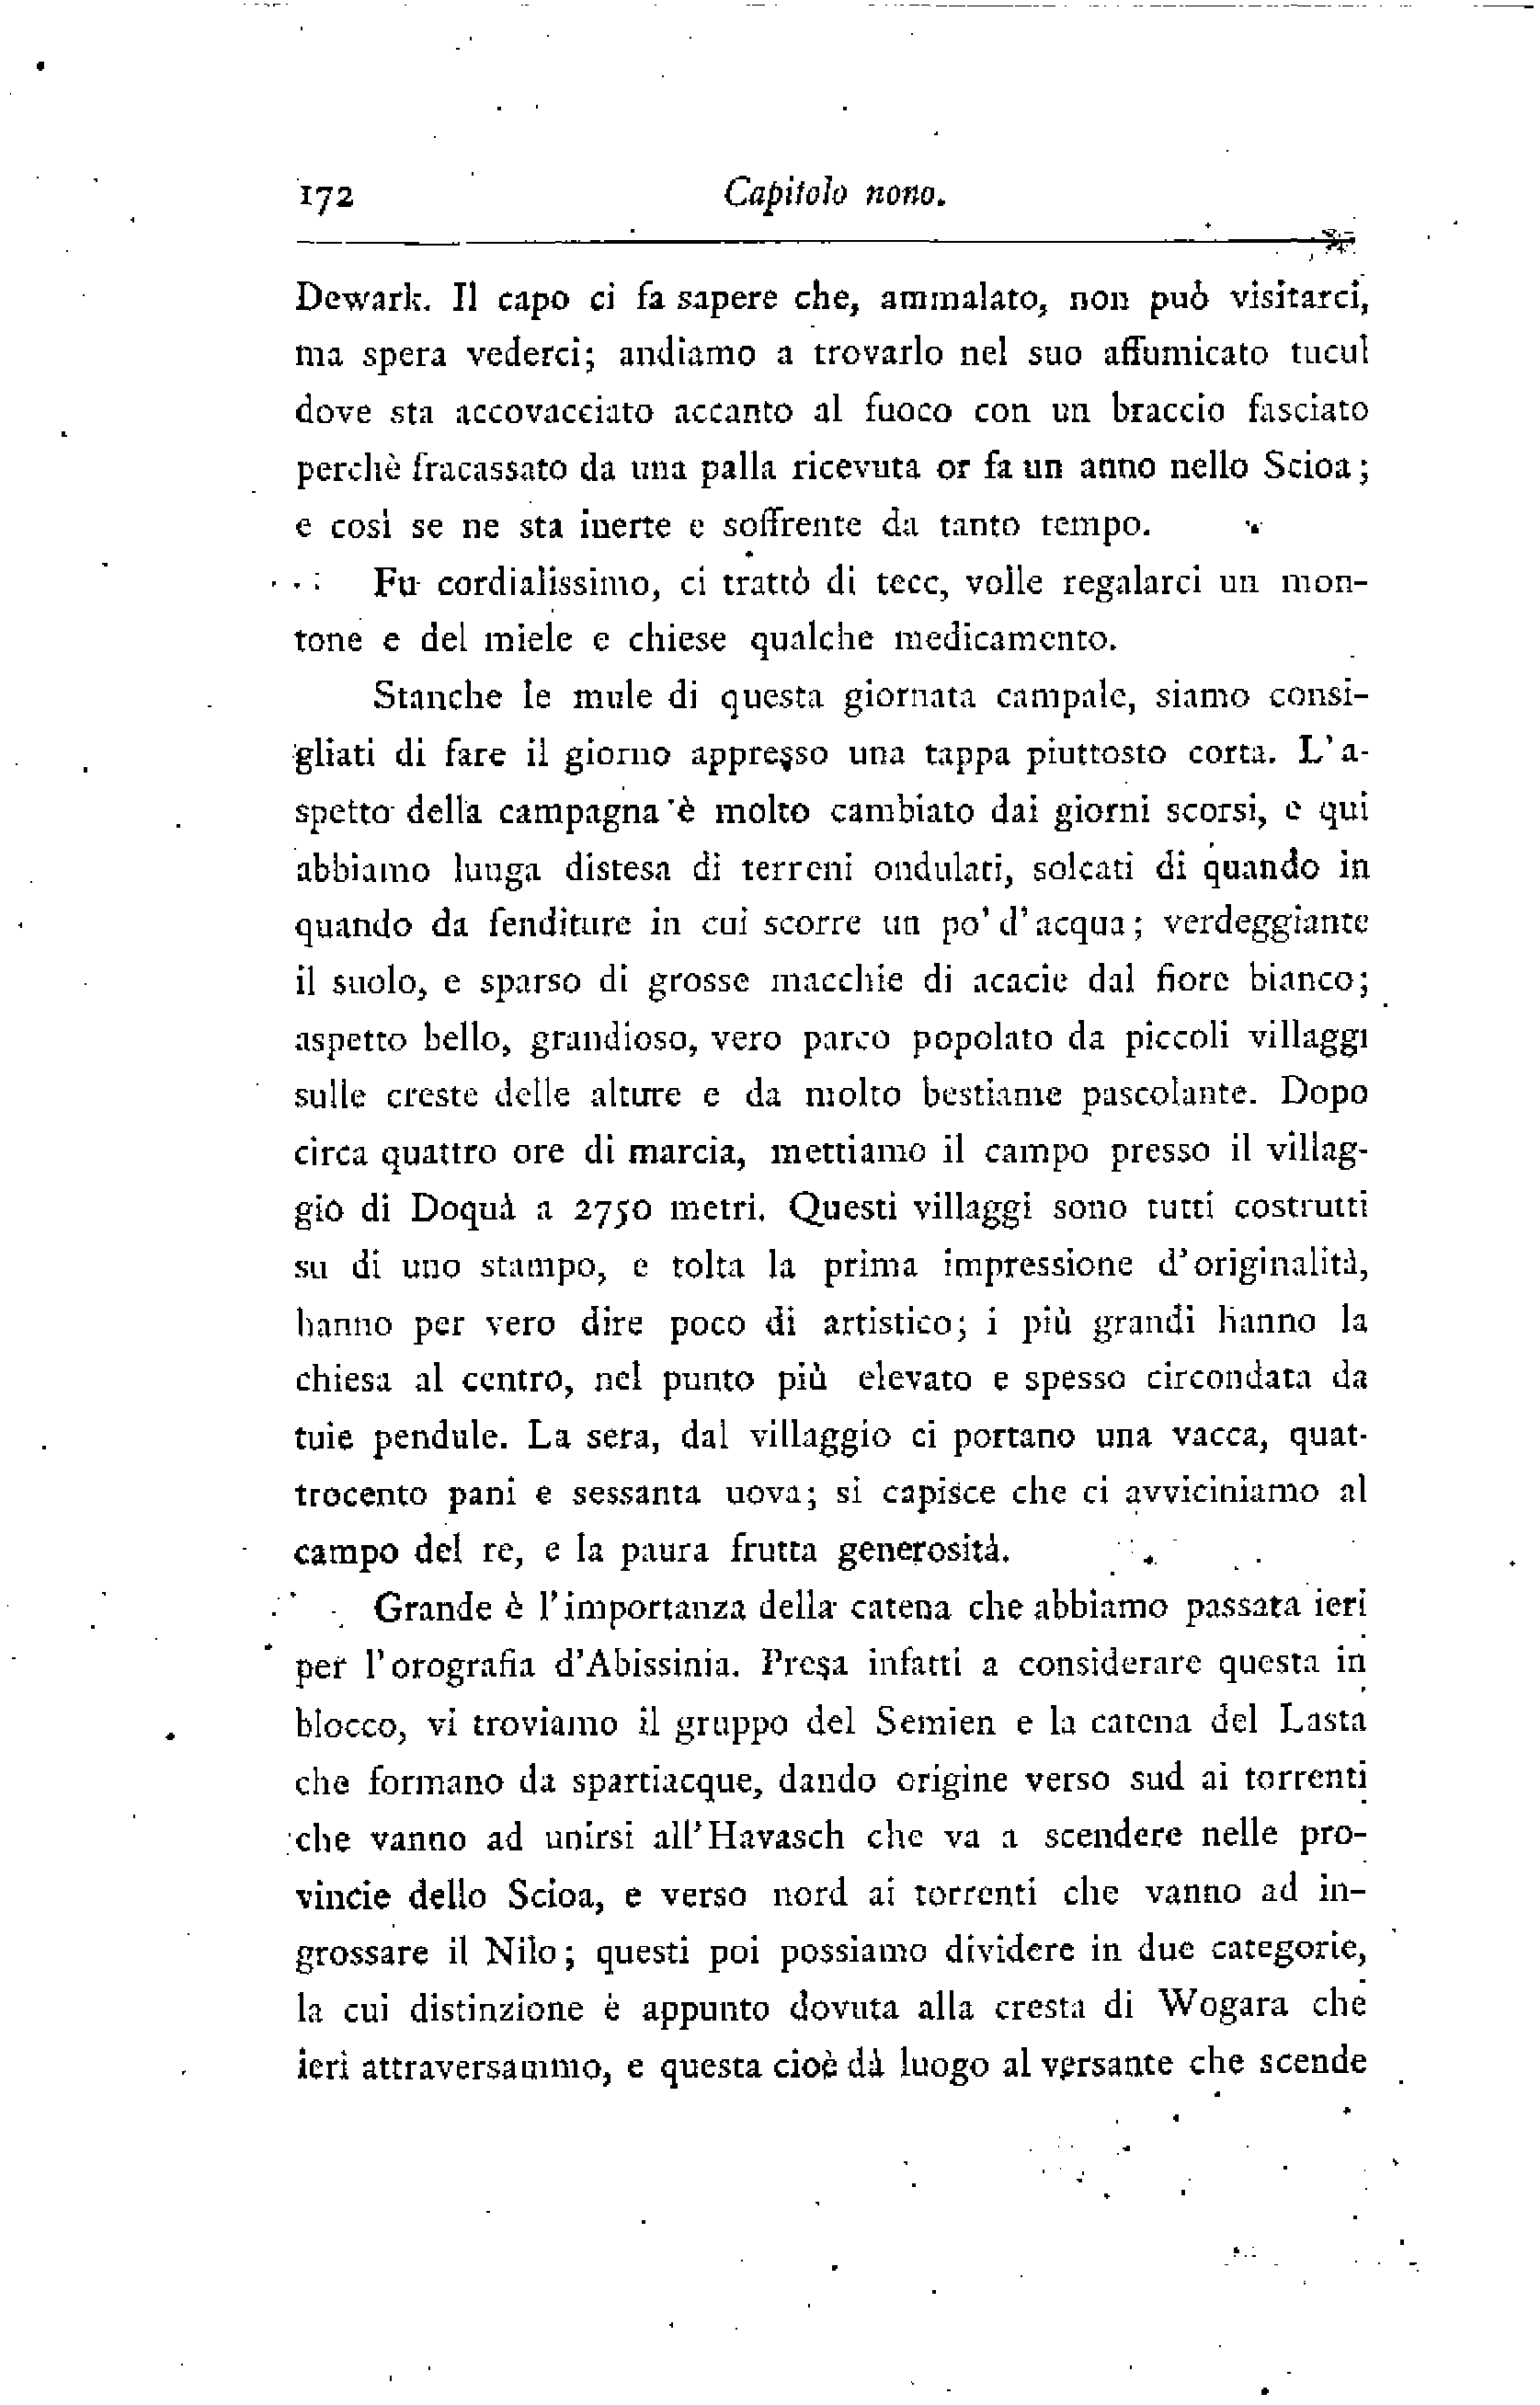 172 Capitolo nono.
Dewark. Il capo ci fa sapere che, ammalato, non può visitarci,
ma spera vederci; andiamo a trovarlo nel suo affumicato tucul
dove sta accovacciato accanto al fuoco con un braccio fasciato
perchè fracassato da una palla ricevuta or fa un anno nello Scioa;
e così se ne sta inerte e soffrente da tanto tempo.
Fu cordialissimo, ci trattò di tecc, volle regalarci un mon-
tone e del miele e chiese qualche medicamento.
Stanche le mule di questa giornata campale, siamo consi-
gliati di fare il giorno appresso una tappa piuttosto corta. L'a-
spetto della campagna è molto cambiato dai giorni scorsi, e qui
abbiamo lunga distesa di terreni ondulati, solcati di quando in
quando da fenditure in cui scorre un po' d'acqua; verdeggiante
il suolo, e sparso di grosse macchie di acacie dal fiore bianco;
aspetto bello, grandioso, vero parco popolato da piccoli villaggi
sulle creste delle alture e da molto bestiame pascolante. Dopo
circa quattro ore di marcia, mettiamo il campo presso il villag-
gio di Doquà a 2750 metri. Questi villaggi sono tutti costrutti
su di uno stampo, e tolta la prima impressione d'originalità,
hanno per vero dire poco di artistico; i più grandi hanno la
chiesa al centro, nel punto più elevato e spesso circondata da
tuie pendule. La sera, dal villaggio ci portano una vacca, quat-
trocento pani e sessanta uova; si capisce che ci avviciniamo al
campo del re, e la paura frutta generosità.
Grande è l'importanza della catena che abbiamo passata ieri
per l'orografia d'Abissinia. Presa infatti a considerare questa in
blocco, vi troviamo il gruppo del Semien e la catena del Lasta
che formano da spartiacque, dando origine verso sud ai torrenti
che vanno ad unirsi all'Havasch che va a scendere nelle pro-
vincie dello Scioa, e verso nord ai torrenti che vanno ad in-
grossare il Nilo; questi poi possiamo dividere in due categorie,
la cui distinzione è appunto dovuta alla cresta di Wogara che
ieri attraversammo, e questa cioè dà luogo al versante che scende